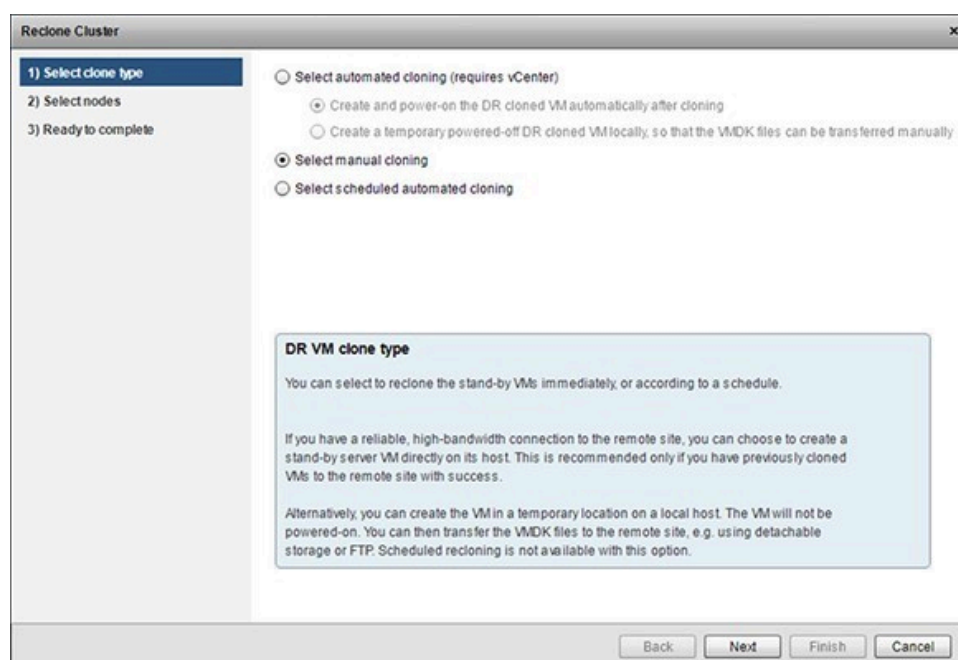 Reclone Cluster
x
1) Select clone type
2) Select nodes
3) Ready to complete
Select automated cloning (requires vCenter)
Create and power-on the DR cloned VM automatically after cloning
Create a temporary powered-off DR cloned VM locally, so that the VMDK files can be transferred manually
Select manual cloning
Select scheduled automated cloning
DR VM clone type
You can select to reclone the stand-by VMs immediately, or according to a schedule.
If you have a reliable, high-bandwidth connection to the remote site, you can choose to create a
stand-by server VM directly on its host. This is recommended only if you have previously cloned
VMs to the remote site with success.
Alternatively, you can create the VM in a temporary location on a local host. The VM will not be
powered-on. You can then transfer the VMDK files to the remote site, e.g. using detachable
storage or FTP. Scheduled recloning is not available with this option.
Back
Next
Finish
Cancel